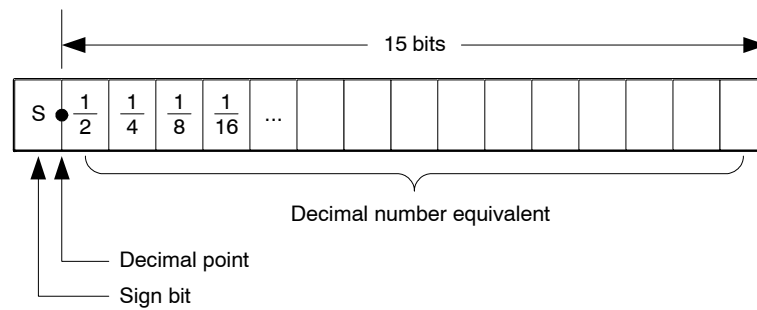 15 bits
S 1/2 1/4 1/8 1/16 ...
Decimal number equivalent
Decimal point
Sign bit